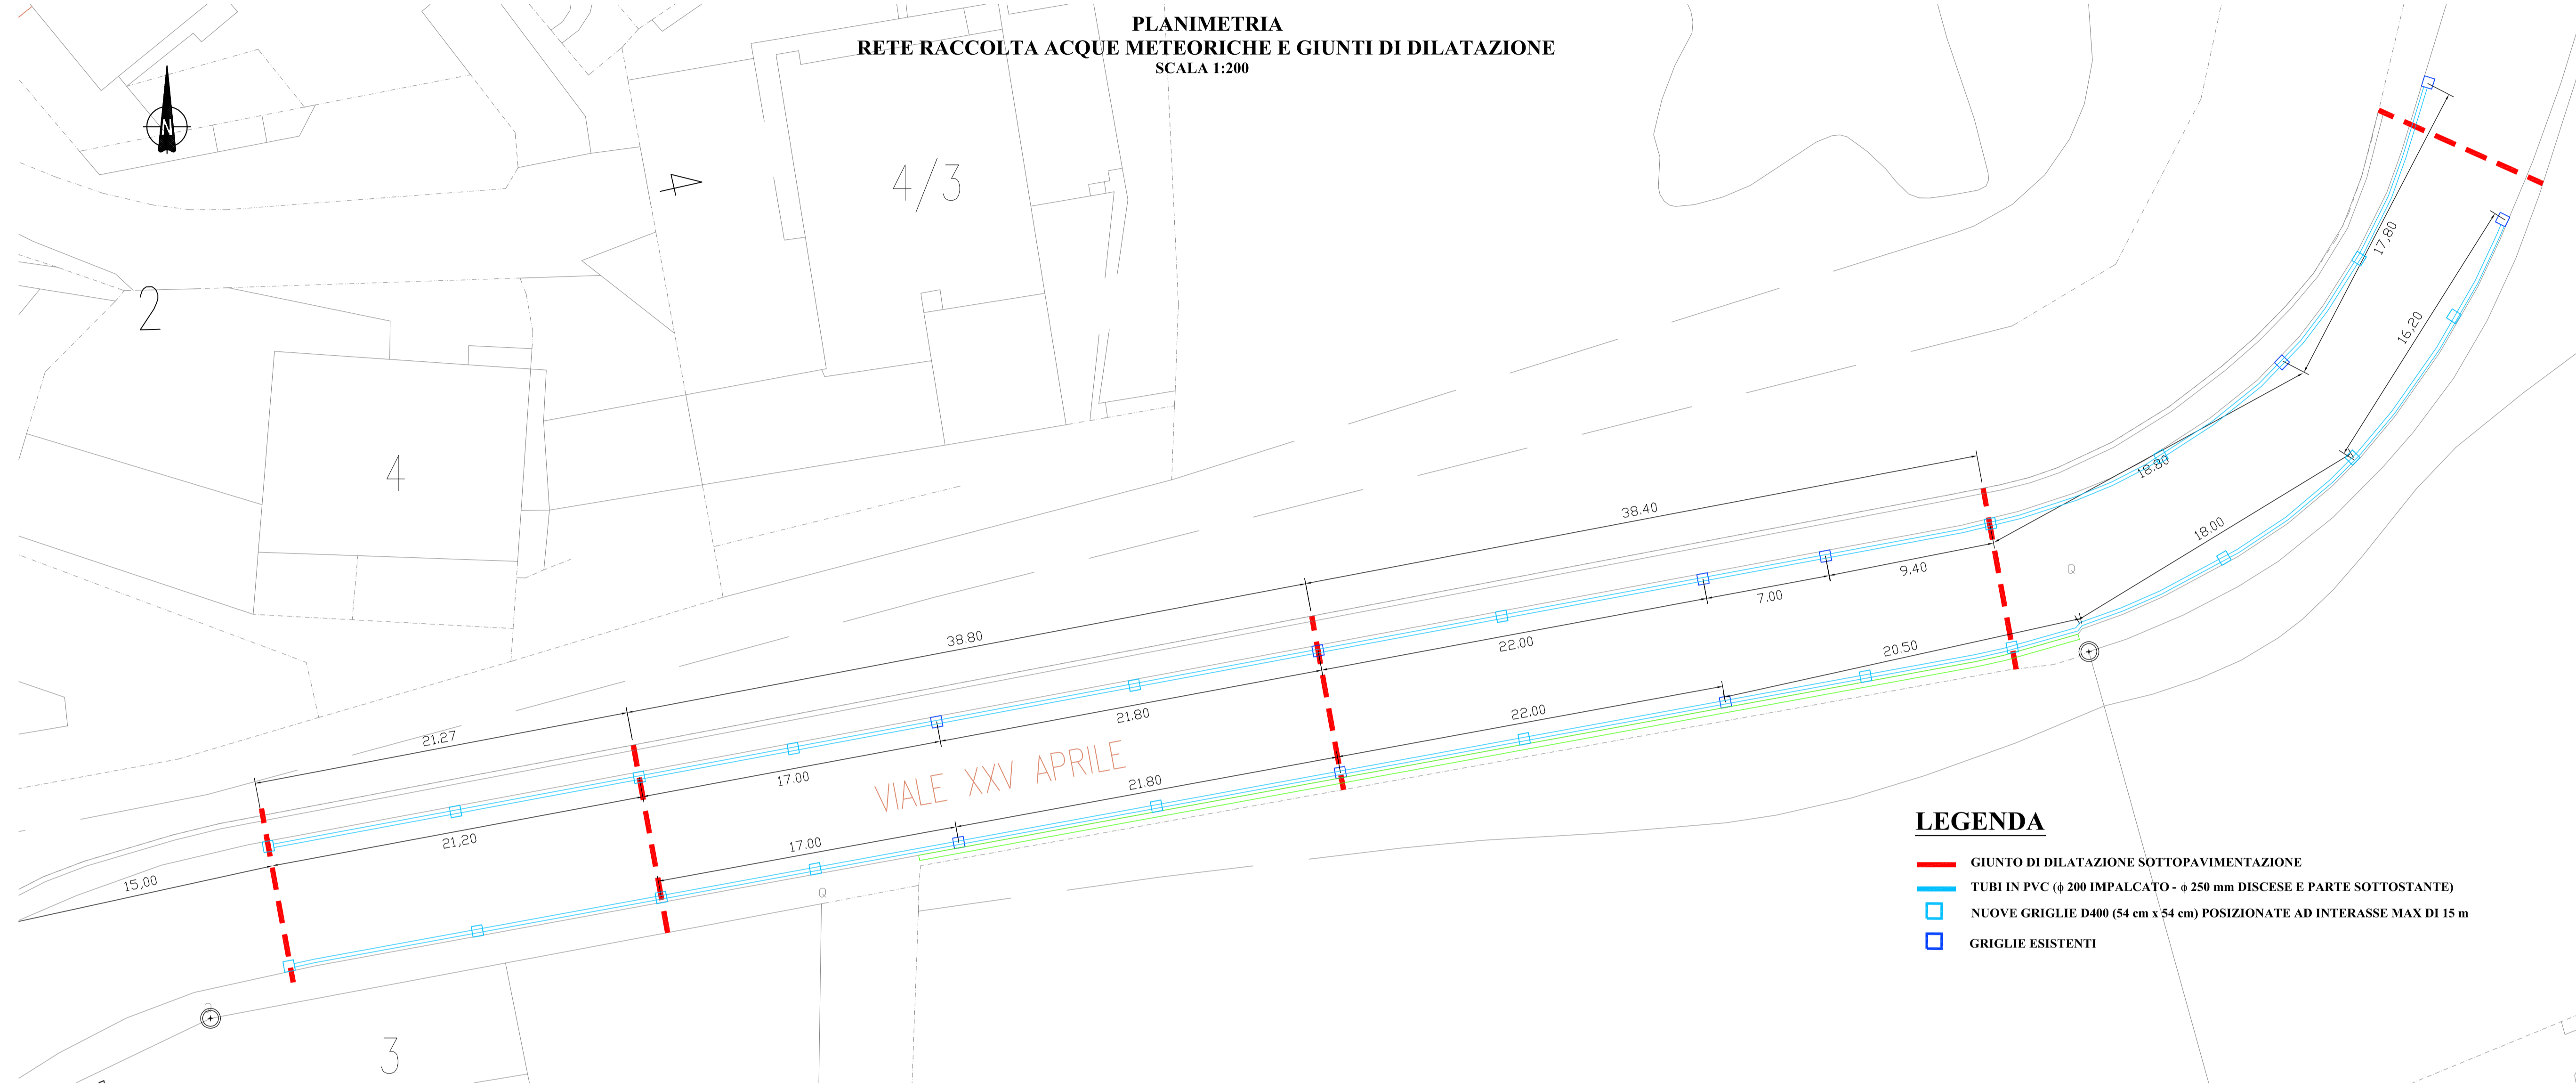 PLANIMETRIA
RETE RACCOLTA ACQUE METEORICHE E GIUNTI DI DILATAZIONE
SCALA 1:200
N
4
4/3
2
4
17,80
16,20
18.80
18.00
38.40
38.80
21.27
9.40
7.00
22.00
21.80
17.00
21,20
15,00
20.50
22.00
21.80
17.00
VIALE XXV APRILE
Q
Q
3
LEGENDA
GIUNTO DI DILATAZIONE SOTTOPAVIMENTAZIONE
TUBI IN PVC (ϕ 200 IMPALCATO - ϕ 250 mm DISCESE E PARTE SOTTOSTANTE)
NUOVE GRIGLIE D400 (54 cm x 54 cm) POSIZIONATE AD INTERASSE MAX DI 15 m
GRIGLIE ESISTENTI